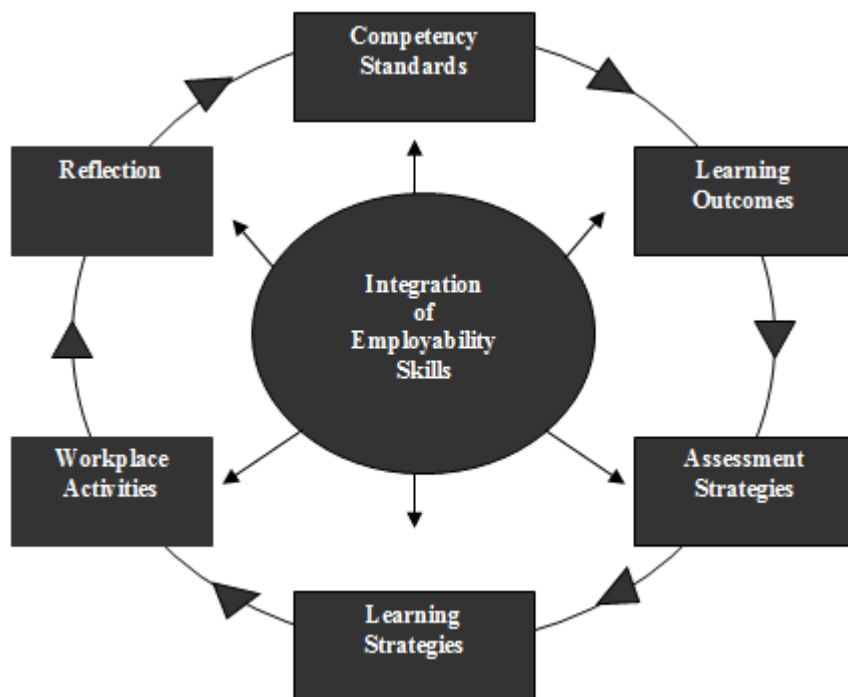 Competency
Standards
Reflection
Learning
Outcomes
Integration
of
Employability
Skills
Workplace
Activities
Assessment
Strategies
Learning
Strategies